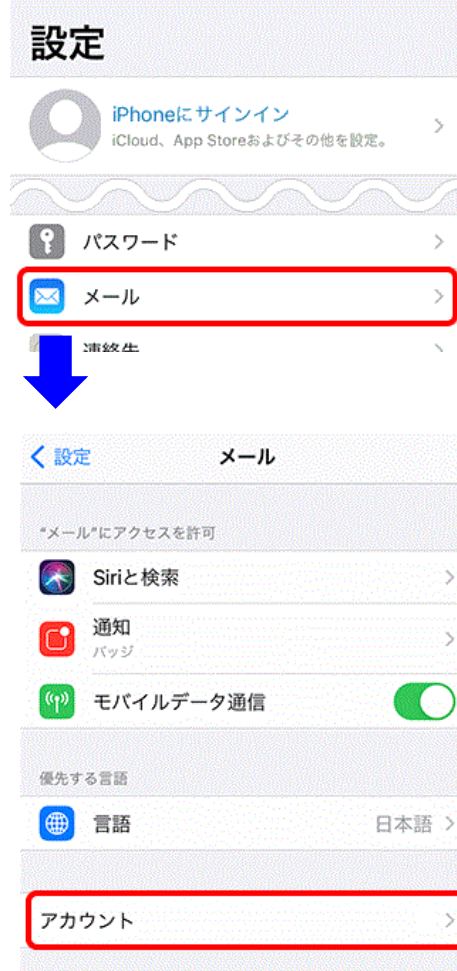 設定
iPhoneにサインイン
iCloud、App Storeおよびその他を設定。
パスワード
メール
連絡先
設定
メール
"メール"にアクセスを許可
Siriと検索
通知
バッジ
モバイルデータ通信
優先する言語
言語
日本語
アカウント